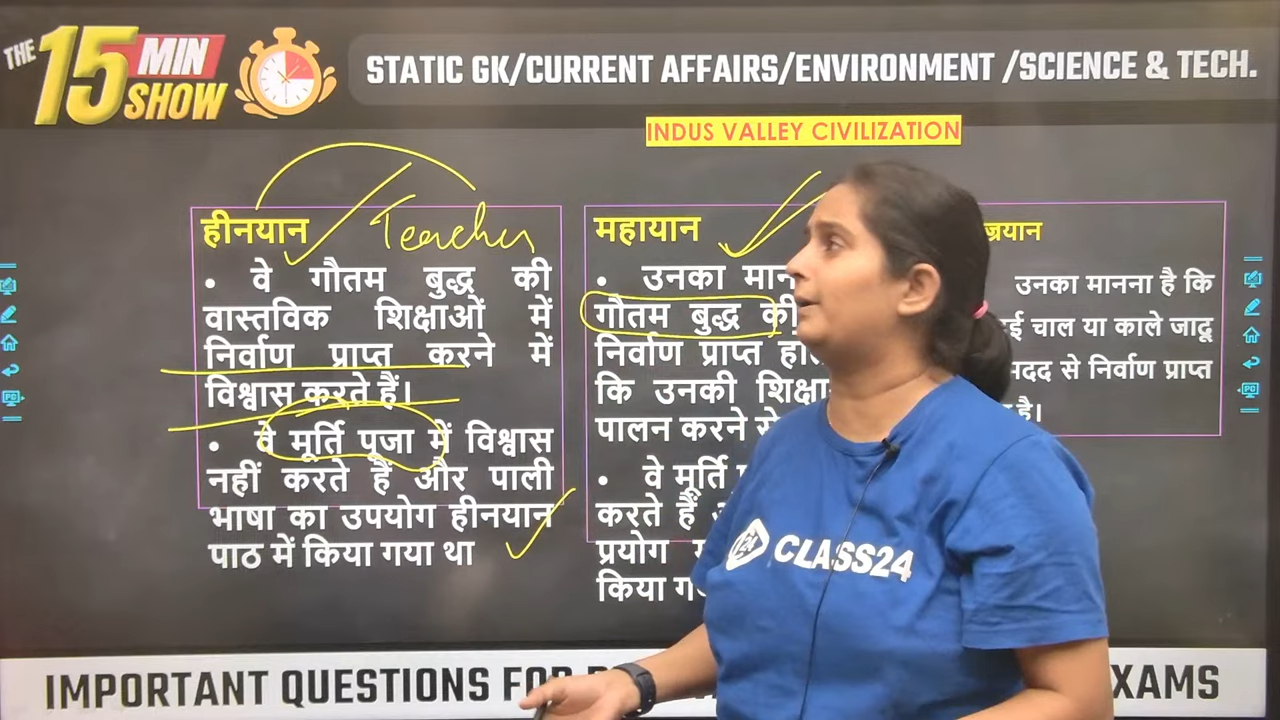 THE 15 MIN SHOW
STATIC GK/CURRENT AFFAIRS/ENVIRONMENT /SCIENCE & TECH.
INDUS VALLEY CIVILIZATION
हीनयान Teacher
• वे गौतम बुद्ध की
वास्तविक शिक्षाओं में
निर्वाण प्राप्त करने में
विश्वास करते हैं।
• वे मूर्ति पूजा में विश्वास
नहीं करते हैं और पाली
भाषा का उपयोग हीनयान
पाठ में किया गया था
महायान
• उनका
गौतम बुद्ध की
निर्वाण प्राप्त
कि उनकी
पालन करने से
• वे मूर्ति
करते हैं
प्रयोग
किया
उनका मानना है कि
चाल या काले जादू
मदद से निर्वाण प्राप्त
है।
CLASS24
IMPORTANT QUESTIONS EXAMS